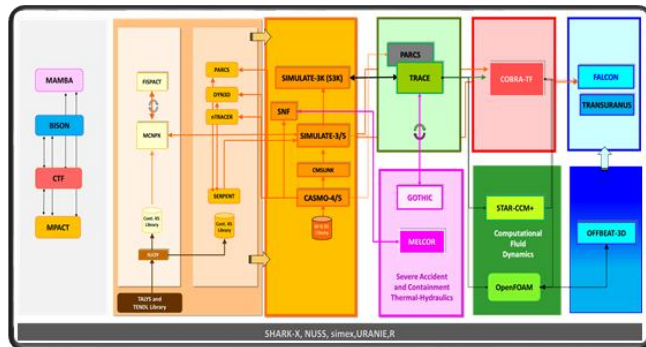 MAMBA
BISON
CTF
MPACT
FISPACT
MCNPX
Cont. XS
Library
NJOY
TALYS and
TENDL Library
PARCS
DYN3D
nTRACER
SERPENT
Cont. XS
Library
SIMULATE-3K (S3K)
SNF
SIMULATE-3/5
CMSLINK
CASMO-4/5
Library
PARCS
TRACE
GOTHIC
MELCOR
Severe Accident
and Containment
Thermal-Hydraulics
COBRA-TF
STAR-CCM+
Computational
Fluid
Dynamics
OpenFOAM
FALCON
TRANSURANUS
OFFBEAT-3D
SHARK-X, NUSS, simex,URANIE,R